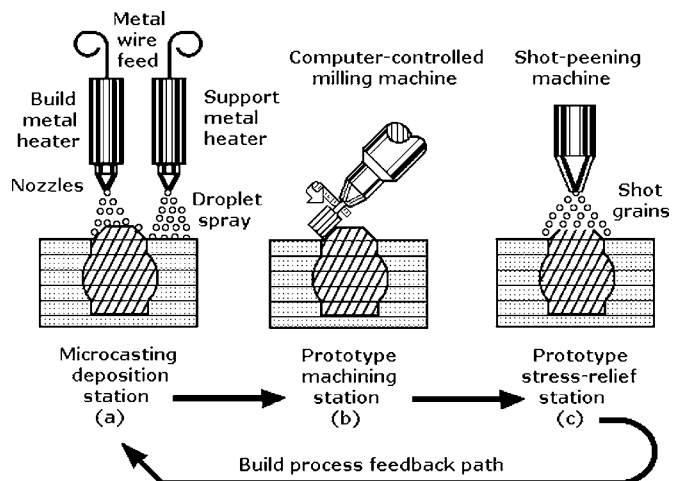 Metal
wire
feed
Build
metal
heater
Support
metal
heater
Nozzles
Droplet
spray
Computer-controlled
milling machine
Shot-peening
machine
Shot
grains
Microcasting
deposition
station
(a)
Prototype
machining
station
(b)
Prototype
stress-relief
station
(c)
Build process feedback path